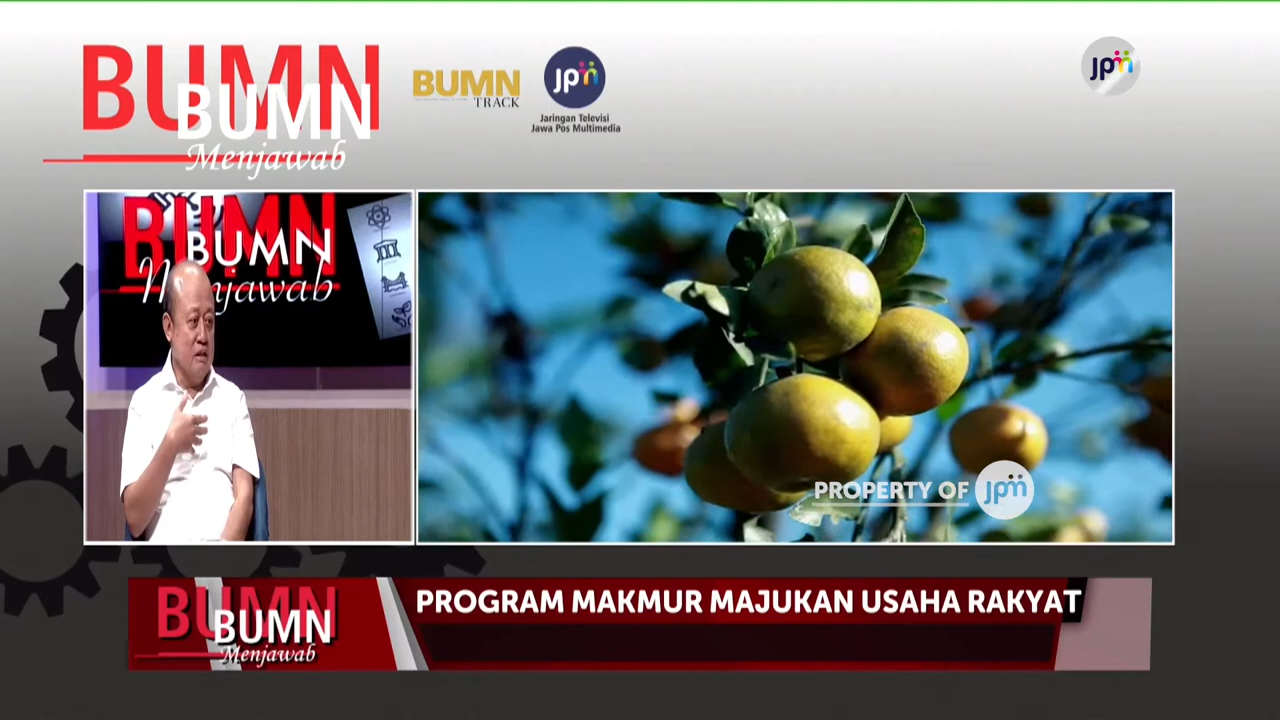 BUMN
BUMN
Menjawab
BUMN
TRACK
jpm
Jaringan Televisi
Jawa Pos Multimedia
jpm
BUMN
BUMN
Menjawab
PROPERTY OF jpm
BUMN
BUMN
Menjawab
PROGRAM MAKMUR MAJUKAN USAHA RAKYAT